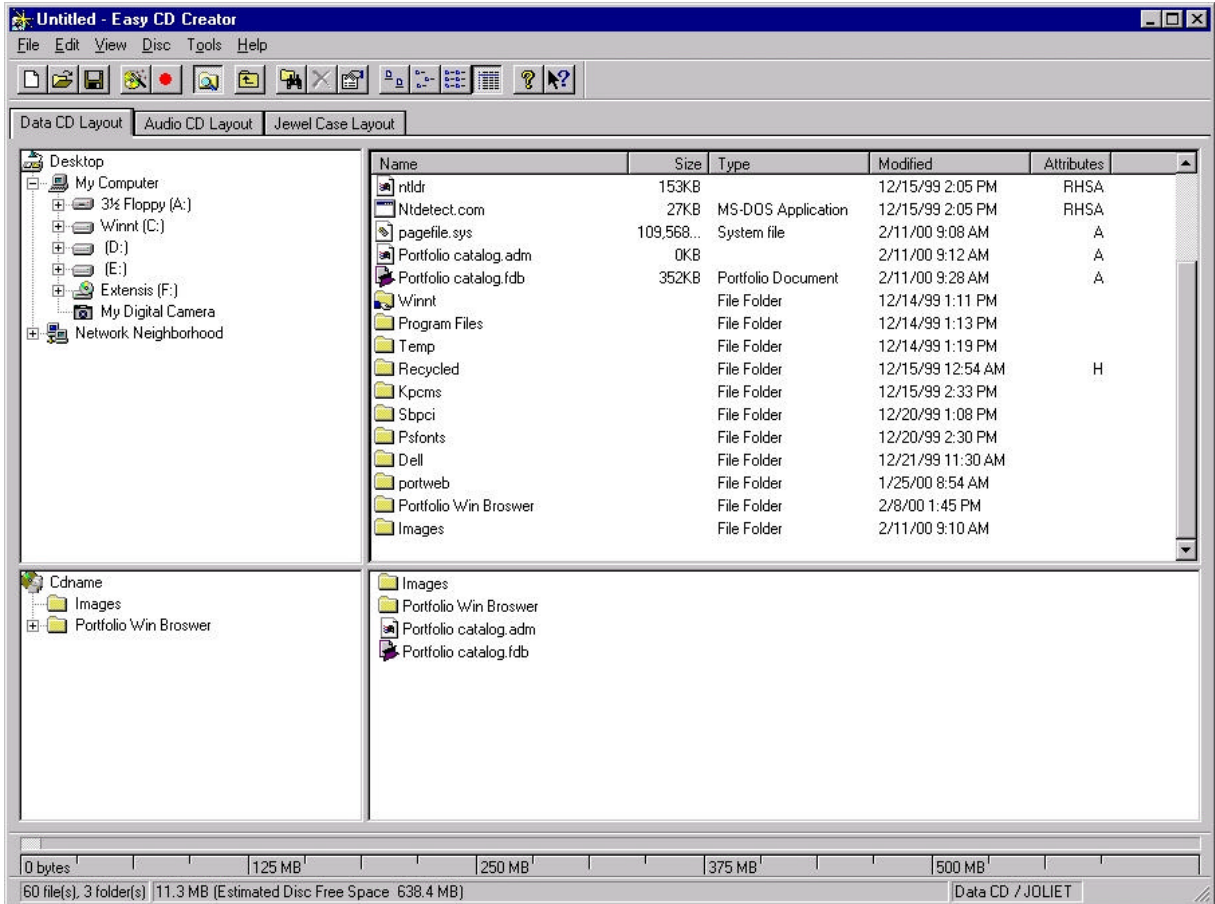 Untitled - Easy CD Creator
File Edit View Disc Tools Help
Data CD Layout Audio CD Layout Jewel Case Layout
Desktop
My Computer
3½ Floppy (A:)
Winnt (C:)
(D:)
(E:)
Extensis (F:)
My Digital Camera
Network Neighborhood
Name Size Type Modified Attributes
ntldr 153KB 12/15/99 2:05 PM RHSA
Ntdetect.com 27KB MS-DOS Application 12/15/99 2:05 PM RHSA
pagefile.sys 109,568... System file 2/11/00 9:08 AM A
Portfolio catalog.adm 0KB 2/11/00 9:12 AM A
Portfolio catalog.fdb 352KB Portfolio Document 2/11/00 9:28 AM A
Winnt File Folder 12/14/99 1:11 PM
Program Files File Folder 12/14/99 1:13 PM
Temp File Folder 12/14/99 1:19 PM
Recycled File Folder 12/15/99 12:54 AM H
Kpcms File Folder 12/15/99 2:33 PM
Sbpci File Folder 12/20/99 1:08 PM
Psfonts File Folder 12/20/99 2:30 PM
Dell File Folder 12/21/99 11:30 AM
portweb File Folder 1/25/00 8:54 AM
Portfolio Win Broswer File Folder 2/8/00 1:45 PM
Images File Folder 2/11/00 9:10 AM
Cdname
Images
Portfolio Win Broswer
Images
Portfolio Win Broswer
Portfolio catalog.adm
Portfolio catalog.fdb
0 bytes 125 MB 250 MB 375 MB 500 MB
60 file(s), 3 folder(s) 11.3 MB (Estimated Disc Free Space 638.4 MB) Data CD / JOLIET